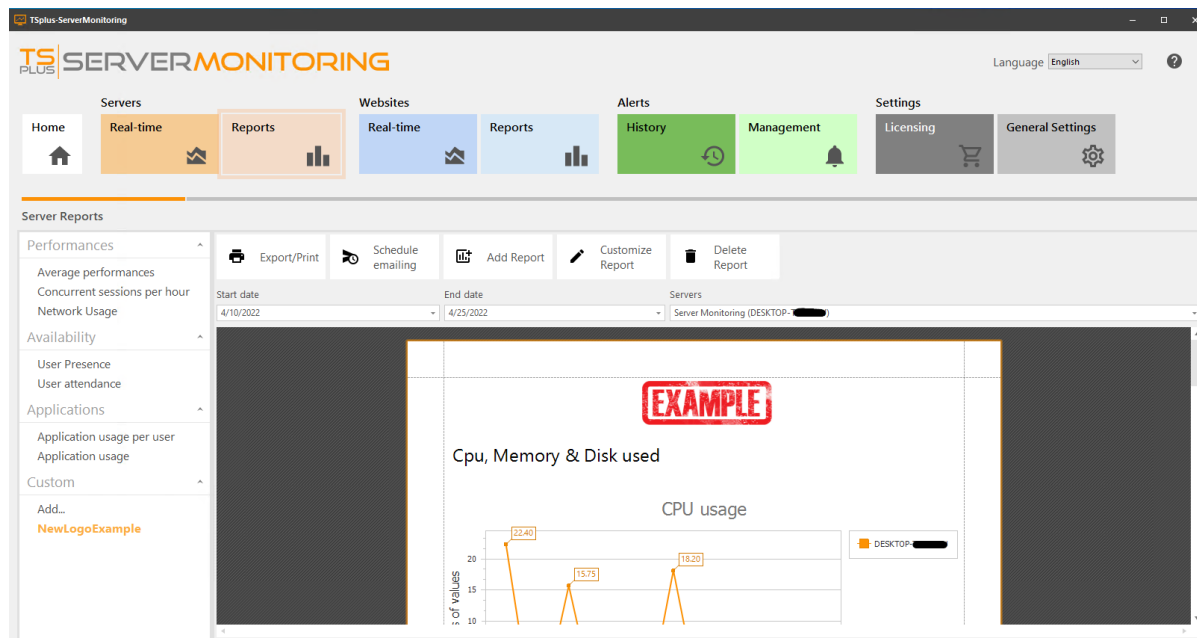 TSplus-ServerMonitoring
TS PLUS SERVERMONITORING
Language English
Servers
Websites
Alerts
Settings
Home
Real-time
Reports
Real-time
Reports
History
Management
Licensing
General Settings
Server Reports
Performances
Average performances
Concurrent sessions per hour
Network Usage
Availability
User Presence
User attendance
Applications
Application usage per user
Application usage
Custom
Add...
NewLogoExample
Export/Print
Schedule
emailing
Add Report
Customize
Report
Delete
Report
Start date
End date
Servers
4/10/2022
4/25/2022
Server Monitoring (DESKTOP-
EXAMPLE
Cpu, Memory & Disk used
CPU usage
22.40
15.75
18.20
20
15
10
of values
DESKTOP-